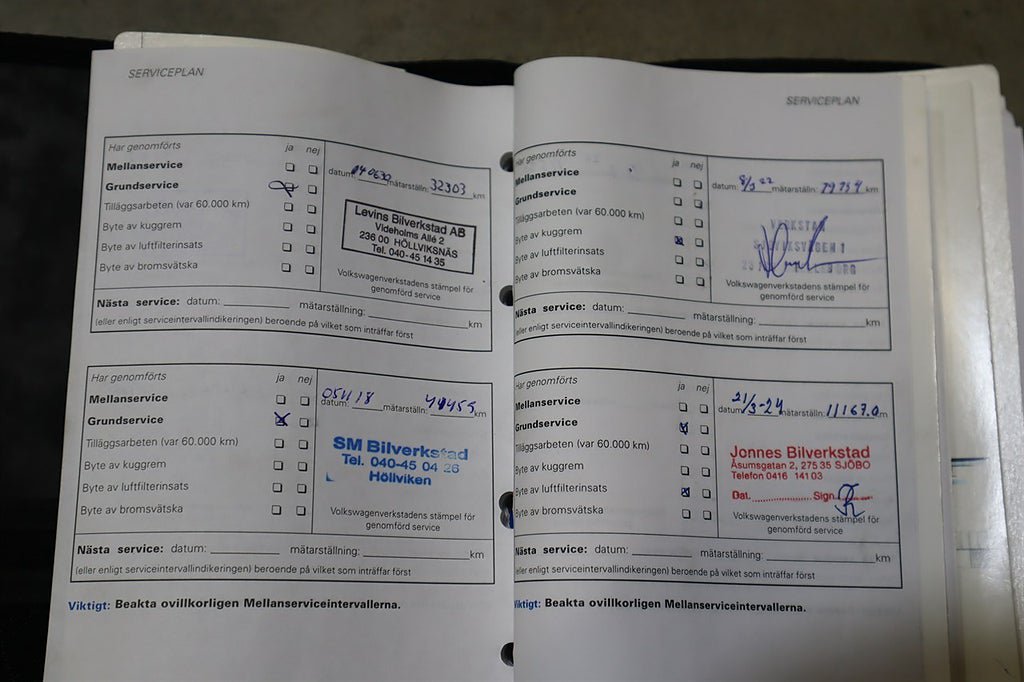 SERVICEPLAN
Har genomförts ja nej
Mellanservice
Grundservice
Tilläggsarbeten (var 60.000 km)
Byte av kuggrem
Byte av luftfilterinsats
Byte av bromsvätska
datum: 040630 mätarställn: 32303 km
Levins Bilverkstad AB
Videholms Allé 2
236 00 HÖLLVIKSNÄS
Tel. 040-45 14 35
Volkswagenverkstadens stämpel för
genomförd service
Nästa service: datum: mätarställning: km
(eller enligt serviceintervallindikeringen) beroende på vilket som inträffar först
Har genomförts ja nej
Mellanservice
Grundservice
Tilläggsarbeten (var 60.000 km)
Byte av kuggrem
Byte av luftfilterinsats
Byte av bromsvätska
datum: 051118 mätarställn: 44455 km
SM Bilverkstad
Tel. 040-45 04 26
Höllviken
Volkswagenverkstadens stämpel för
genomförd service
Nästa service: datum: mätarställning: km
(eller enligt serviceintervallindikeringen) beroende på vilket som inträffar först
Viktigt: Beakta ovillkorligen Mellanserviceintervallerna.
SERVICEPLAN
Har genomförts ja nej
Mellanservice
Grundservice
Tilläggsarbeten (var 60.000 km)
Byte av kuggrem
Byte av luftfilterinsats
Byte av bromsvätska
datum: 8/3 22 mätarställn: km
VERKSTAD
Volkswagenverkstadens stämpel för
genomförd service
Nästa service: datum: mätarställning: km
(eller enligt serviceintervallindikeringen) beroende på vilket som inträffar först
Har genomförts ja nej
Mellanservice
Grundservice
Tilläggsarbeten (var 60.000 km)
Byte av kuggrem
Byte av luftfilterinsats
Byte av bromsvätska
datum 21/3-24 mätarställn: 111670 m
Jonnes Bilverkstad
Åsumsgatan 2, 275 35 SJÖBO
Telefon 0416 141 03
Dat. Sign.
Volkswagenverkstadens stämpel för
genomförd service
Nästa service: datum: mätarställning: km
(eller enligt serviceintervallindikeringen) beroende på vilket som inträffar först
Viktigt: Beakta ovillkorligen Mellanserviceintervallerna.